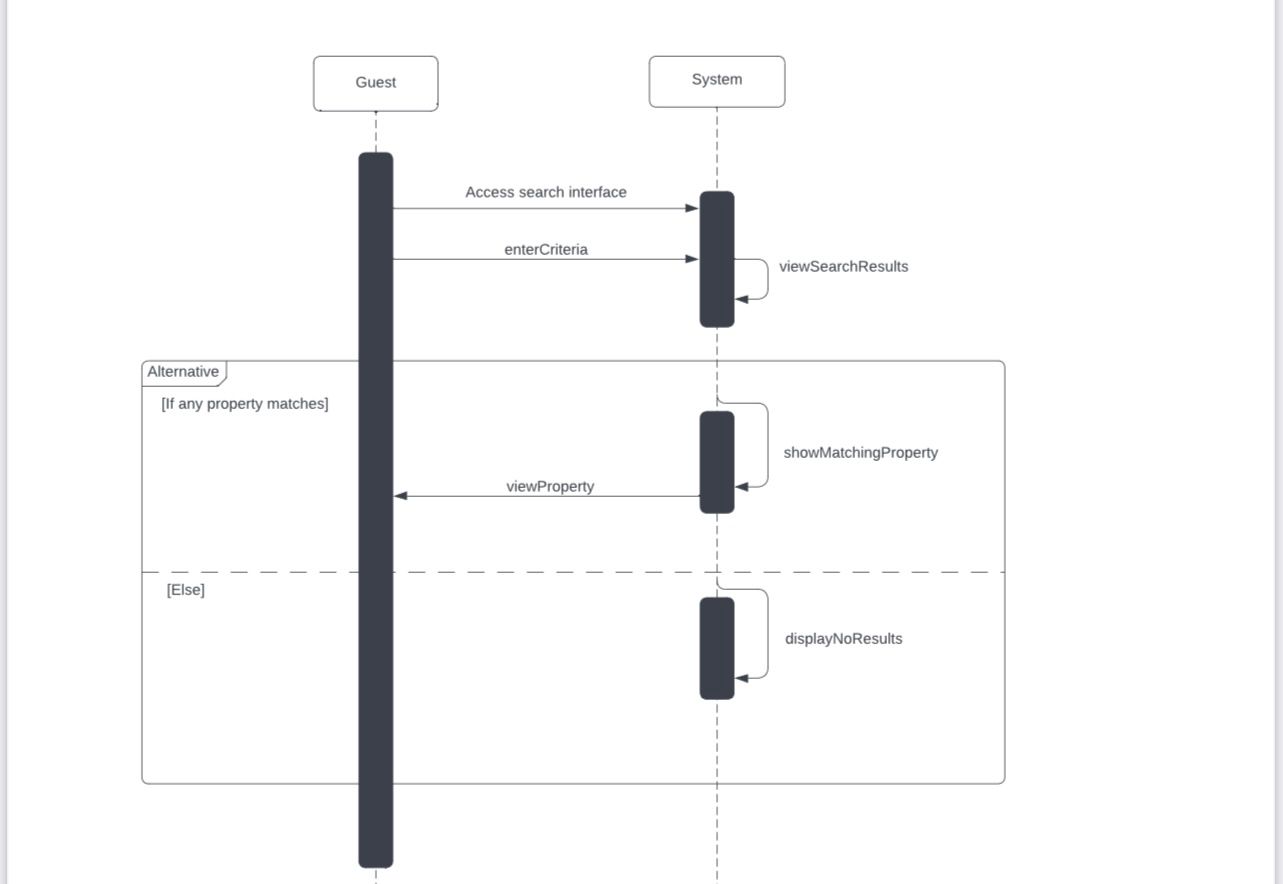 Guest
System
Access search interface
enterCriteria
viewSearchResults
Alternative
[If any property matches]
showMatchingProperty
viewProperty
[Else]
displayNoResults